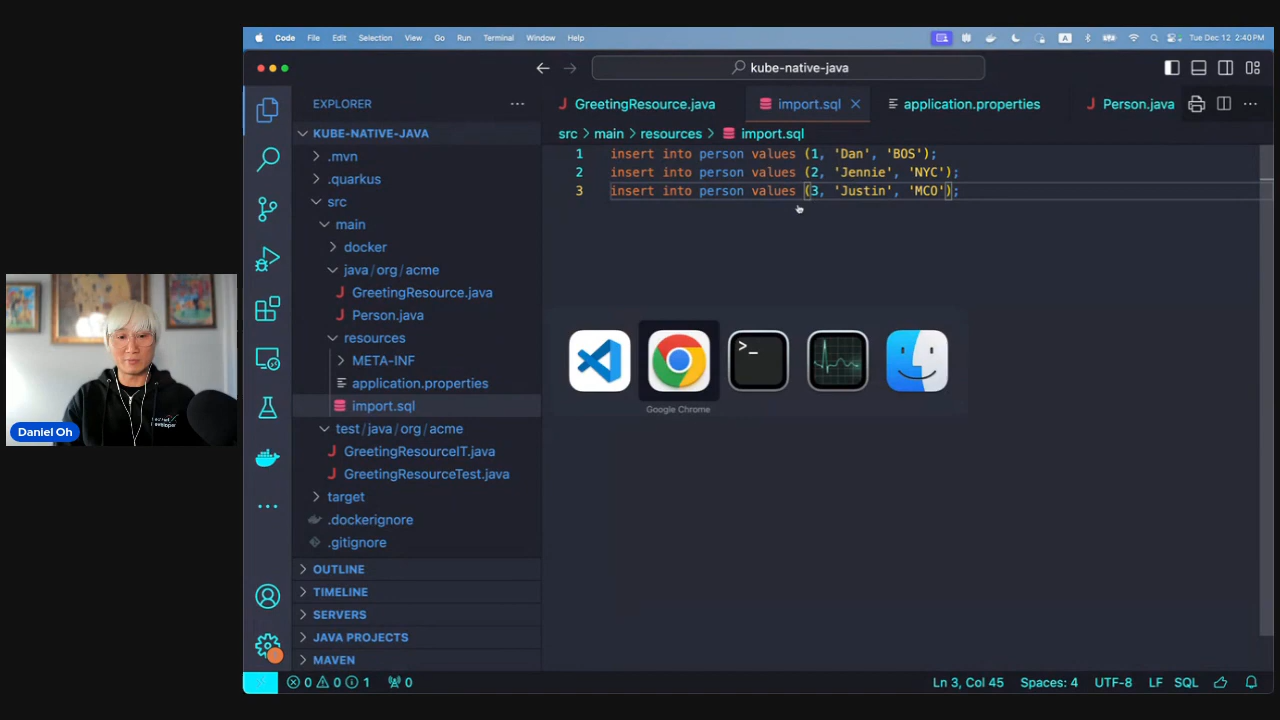 Code File Edit Selection View Go Run Terminal Window Help A Tue Dec 12 2:40 PM
kube-native-java
EXPLORER
GreetingResource.java import.sql application.properties Person.java
KUBE-NATIVE-JAVA
src > main > resources > import.sql
1 insert into person values (1, 'Dan', 'BOS');
2 insert into person values (2, 'Jennie', 'NYC');
3 insert into person values (3, 'Justin', 'MCO');
.mvn
.quarkus
src
main
docker
java/org/acme
GreetingResource.java
Person.java
resources
META-INF
application.properties
import.sql
test/java/org/acme
GreetingResourceIT.java
GreetingResourceTest.java
target
.dockerignore
.gitignore
OUTLINE
TIMELINE
SERVERS
JAVA PROJECTS
MAVEN
>_
Google Chrome
Daniel Oh
0 0 1 0 Ln 3, Col 45 Spaces: 4 UTF-8 LF SQL